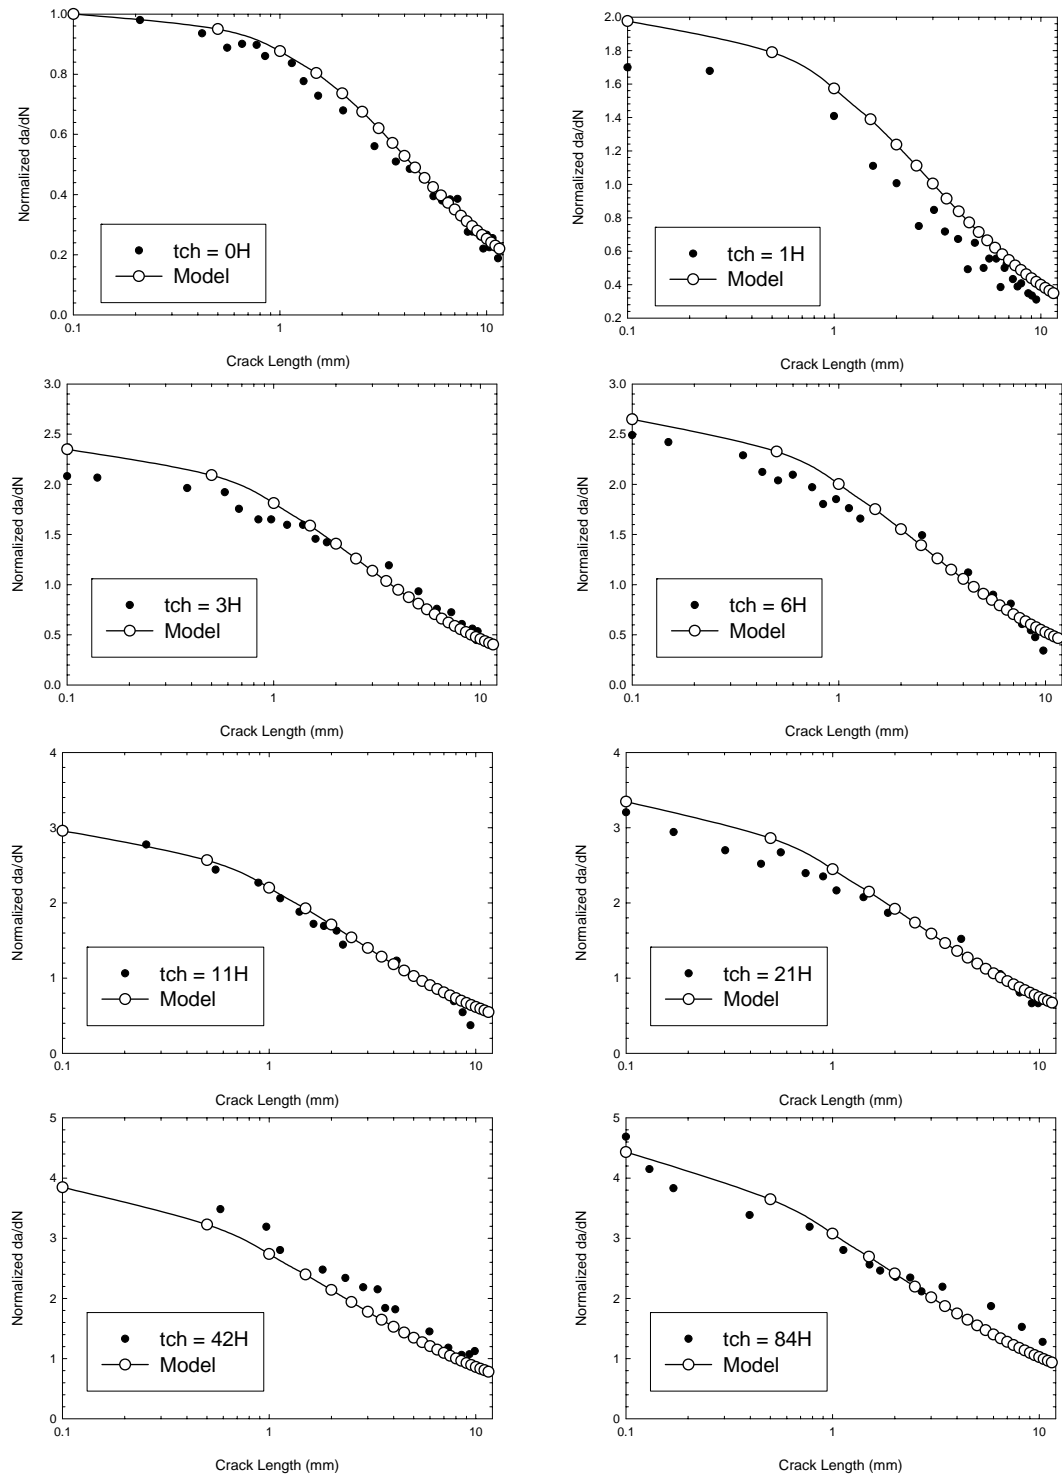 Normalized da/dN
1.0
0.8
0.6
0.4
0.2
0.0
tch = 0H
Model
0.1
1
10
Crack Length (mm)
Normalized da/dN
2.0
1.8
1.6
1.4
1.2
1.0
0.8
0.6
0.4
0.2
tch = 1H
Model
0.1
1
10
Crack Length (mm)
Normalized da/dN
3.0
2.5
2.0
1.5
1.0
0.5
0.0
tch = 3H
Model
0.1
1
10
Crack Length (mm)
Normalized da/dN
3.0
2.5
2.0
1.5
1.0
0.5
0.0
tch = 6H
Model
0.1
1
10
Crack Length (mm)
Normalized da/dN
4
3
2
1
0
tch = 11H
Model
0.1
1
10
Crack Length (mm)
Normalized da/dN
4
3
2
1
0
tch = 21H
Model
0.1
1
10
Crack Length (mm)
Normalized da/dN
5
4
3
2
1
0
tch = 42H
Model
0.1
1
10
Crack Length (mm)
Normalized da/dN
5
4
3
2
1
0
tch = 84H
Model
0.1
1
10
Crack Length (mm)